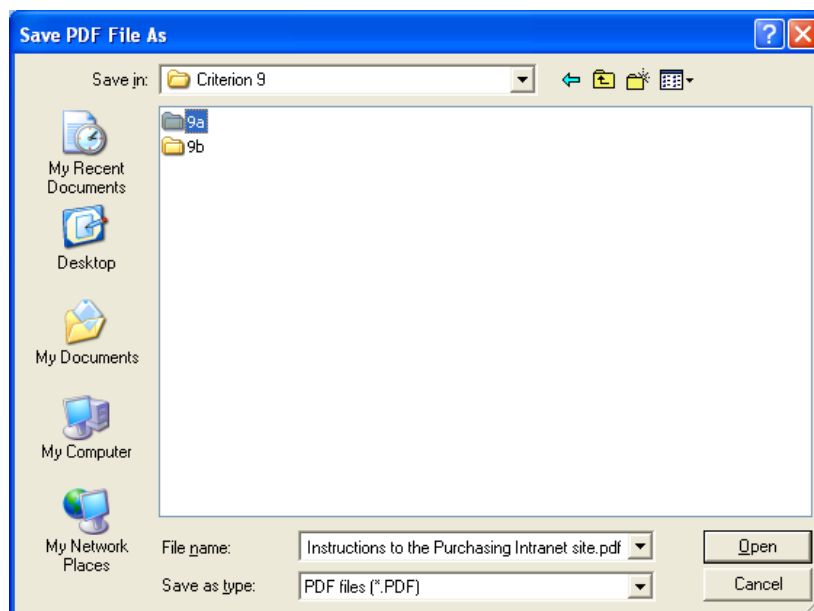 Save PDF File As
Save in:
Criterion 9
9a
9b
My Recent
Documents
Desktop
My Documents
My Computer
My Network
Places
File name:
Instructions to the Purchasing Intranet site.pdf
Open
Save as type:
PDF files (*.PDF)
Cancel